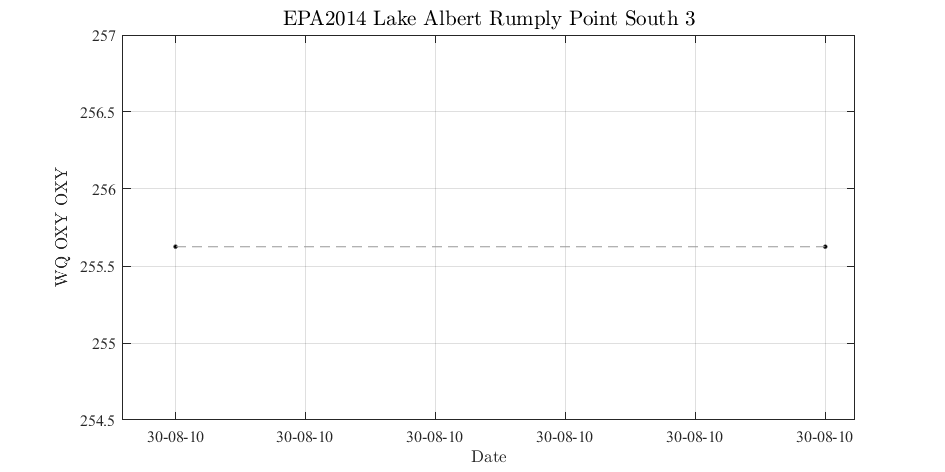 EPA2014 Lake Albert Rumply Point South 3
257
256.5
256
255.5
255
254.5
WQ OXY OXY
30-08-10 30-08-10 30-08-10 30-08-10 30-08-10 30-08-10
Date